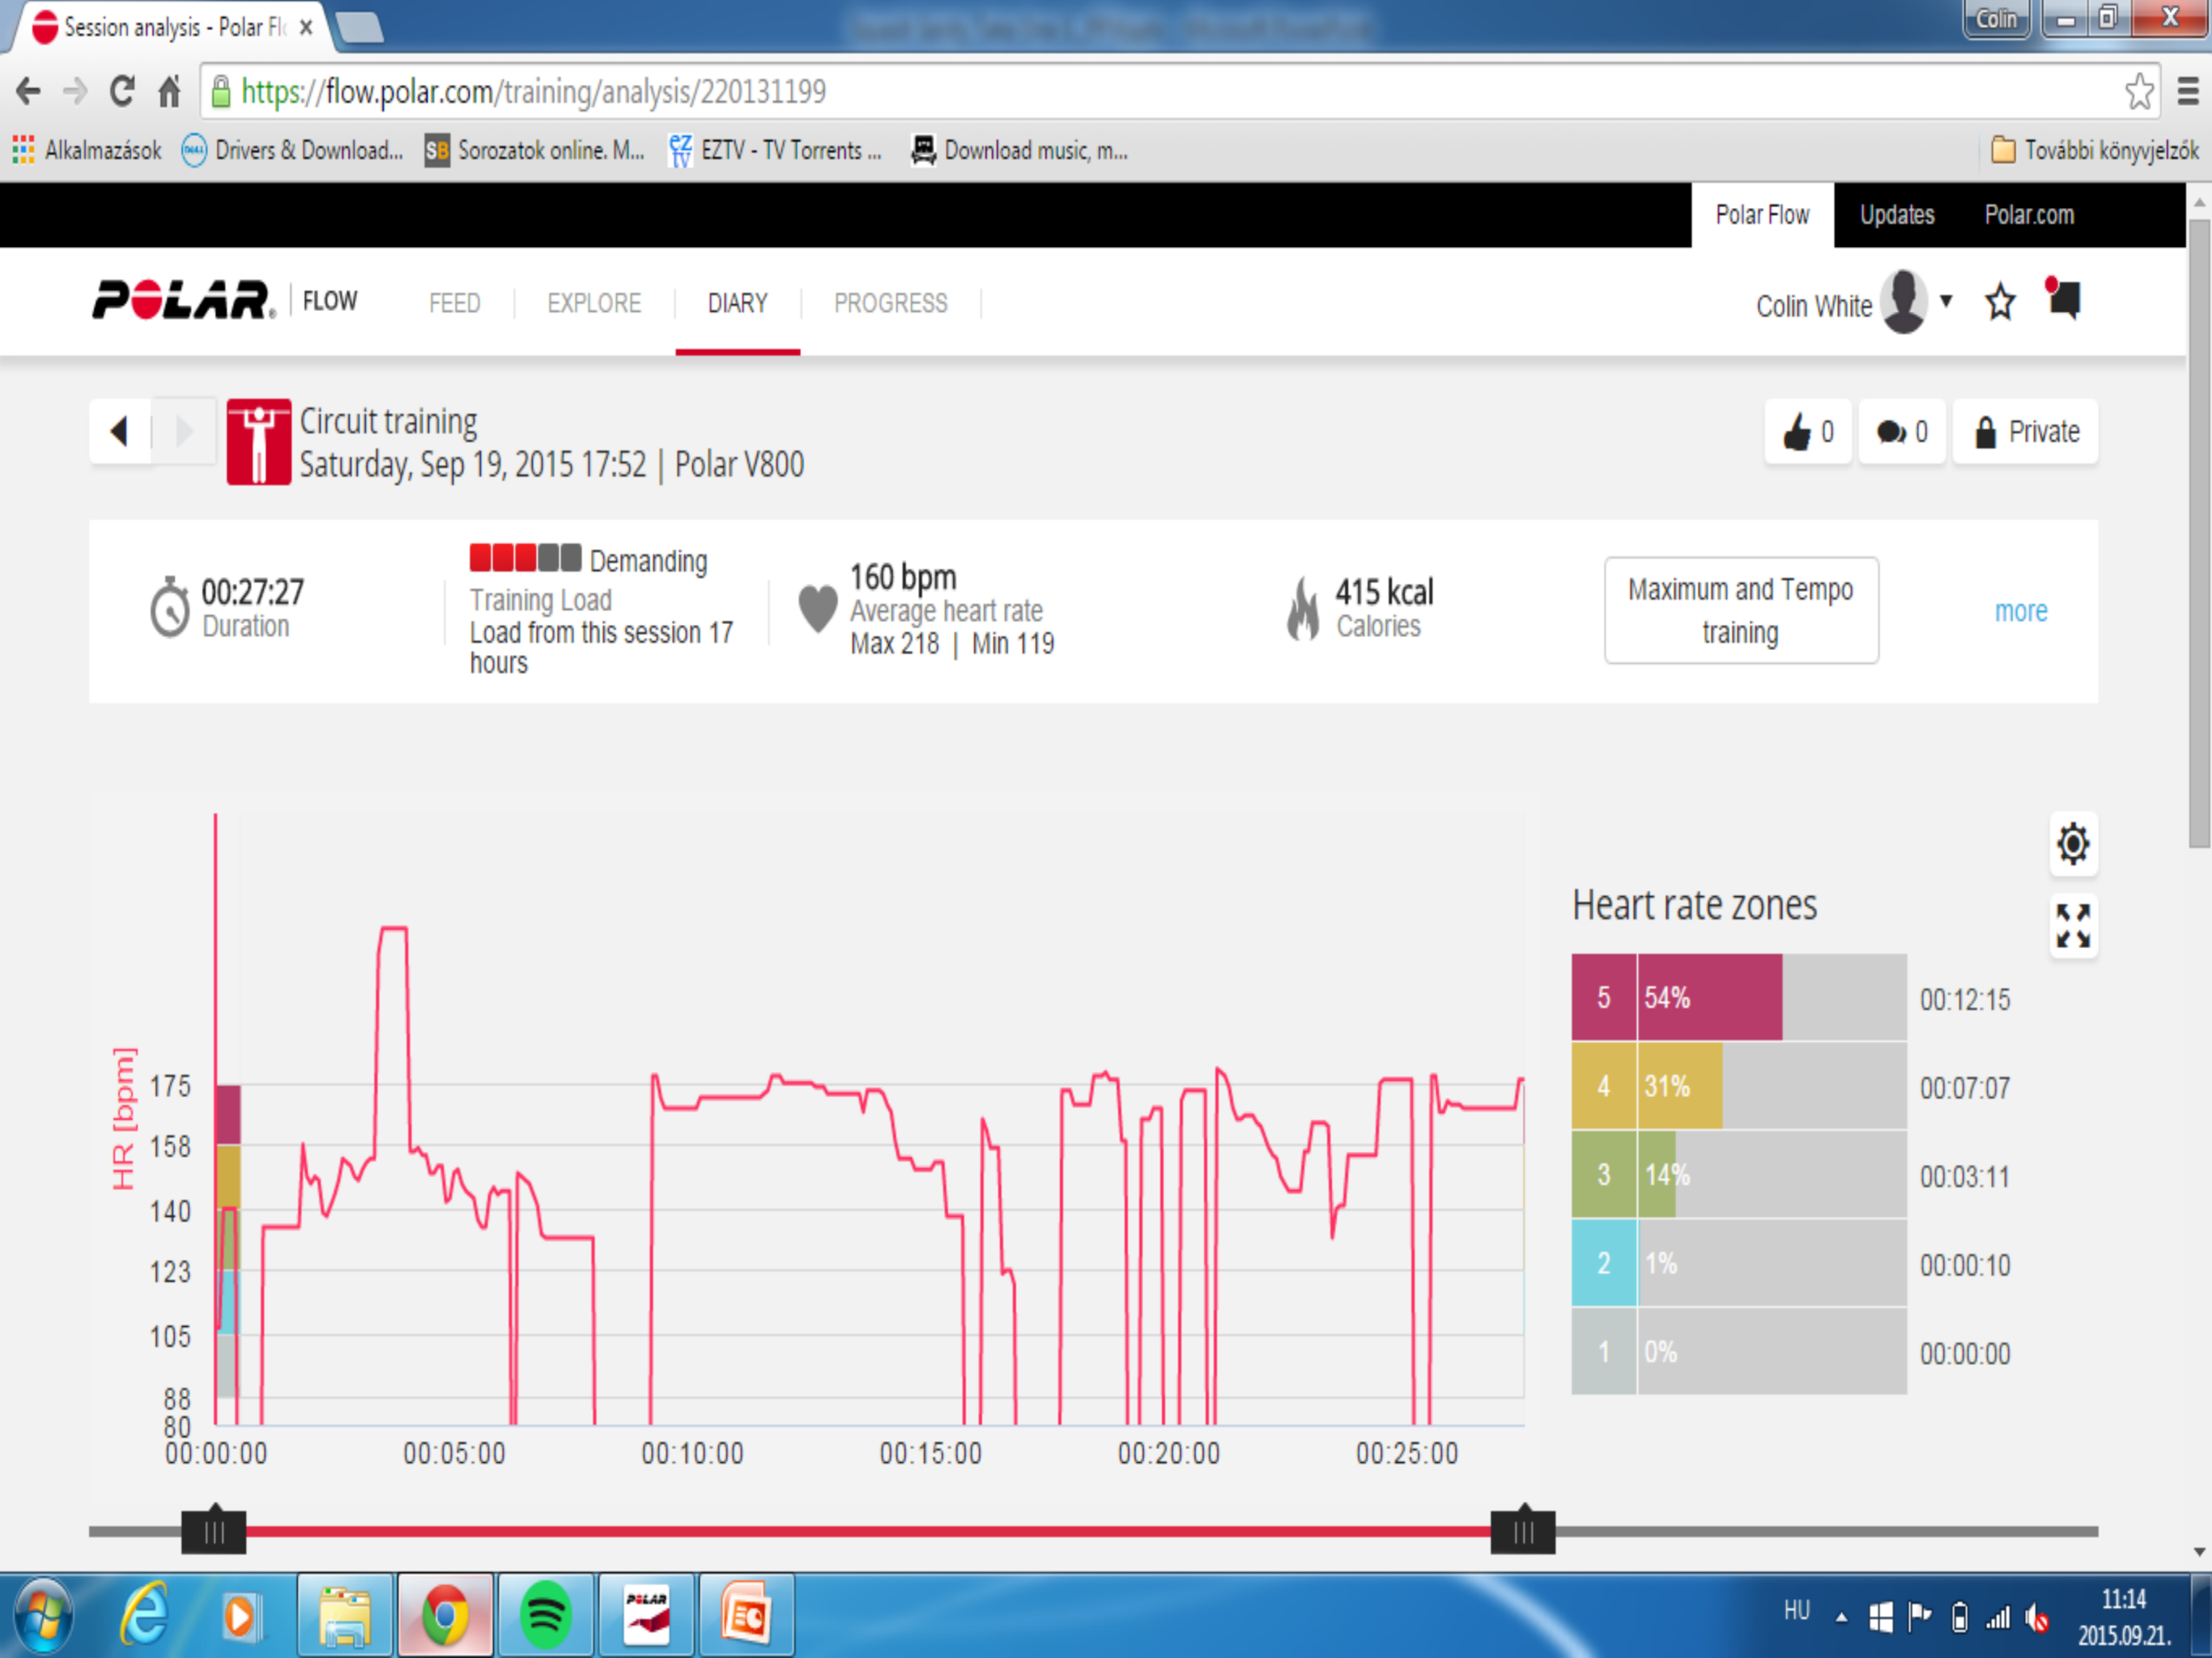 Session analysis - Polar Flo
Colin
https://flow.polar.com/training/analysis/220131199
Alkalmazások
Drivers & Download...
SB Sorozatok online. M...
EZ TV EZTV - TV Torrents ...
Download music, m...
További könyvjelzők
Polar Flow Updates Polar.com
POLAR FLOW FEED EXPLORE DIARY PROGRESS
Colin White
Circuit training
Saturday, Sep 19, 2015 17:52 | Polar V800
0 0 Private
00:27:27
Duration
Demanding
Training Load
Load from this session 17
hours
160 bpm
Average heart rate
Max 218 | Min 119
415 kcal
Calories
Maximum and Tempo
training
more
HR [bpm]
175
158
140
123
105
88
80
00:00:00 00:05:00 00:10:00 00:15:00 00:20:00 00:25:00
Heart rate zones
5 54% 00:12:15
4 31% 00:07:07
3 14% 00:03:11
2 1% 00:00:10
1 0% 00:00:00
POLAR
HU
11:14
2015.09.21.